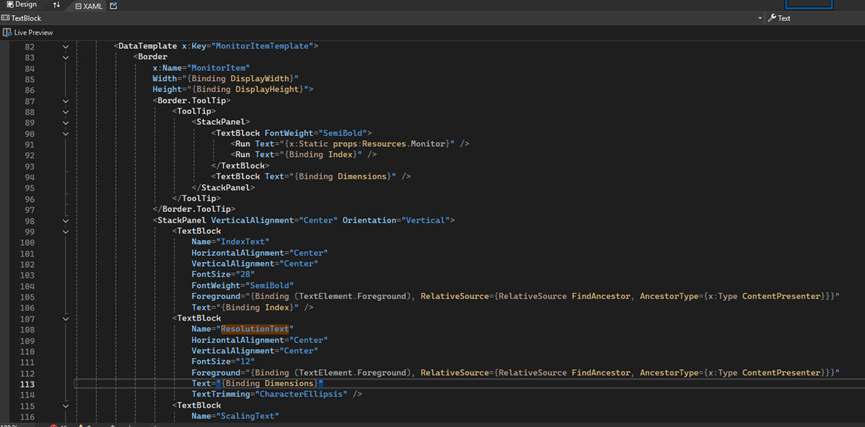 Design XAML
TextBlock Text
Live Preview
82 <DataTemplate x:Key="MonitorItemTemplate">
83 <Border
84 x:Name="MonitorItem"
85 Width="{Binding DisplayWidth}"
86 Height="{Binding DisplayHeight}">
87 <Border.ToolTip>
88 <ToolTip>
89 <StackPanel>
90 <TextBlock FontWeight="SemiBold">
91 <Run Text="{x:Static props:Resources.Monitor}" />
92 <Run Text="{Binding Index}" />
93 </TextBlock>
94 <TextBlock Text="{Binding Dimensions}" />
95 </StackPanel>
96 </ToolTip>
97 </Border.ToolTip>
98 <StackPanel VerticalAlignment="Center" Orientation="Vertical">
99 <TextBlock
100 Name="IndexText"
101 HorizontalAlignment="Center"
102 VerticalAlignment="Center"
103 FontSize="28"
104 FontWeight="SemiBold"
105 Foreground="{Binding (TextElement.Foreground), RelativeSource={RelativeSource FindAncestor, AncestorType={x:Type ContentPresenter}}}"
106 Text="{Binding Index}" />
107 <TextBlock
108 Name="ResolutionText"
109 HorizontalAlignment="Center"
110 VerticalAlignment="Center"
111 FontSize="12"
112 Foreground="{Binding (TextElement.Foreground), RelativeSource={RelativeSource FindAncestor, AncestorType={x:Type ContentPresenter}}}"
113 Text="{Binding Dimensions}"
114 TextTrimming="CharacterEllipsis" />
115 <TextBlock
116 Name="ScalingText"